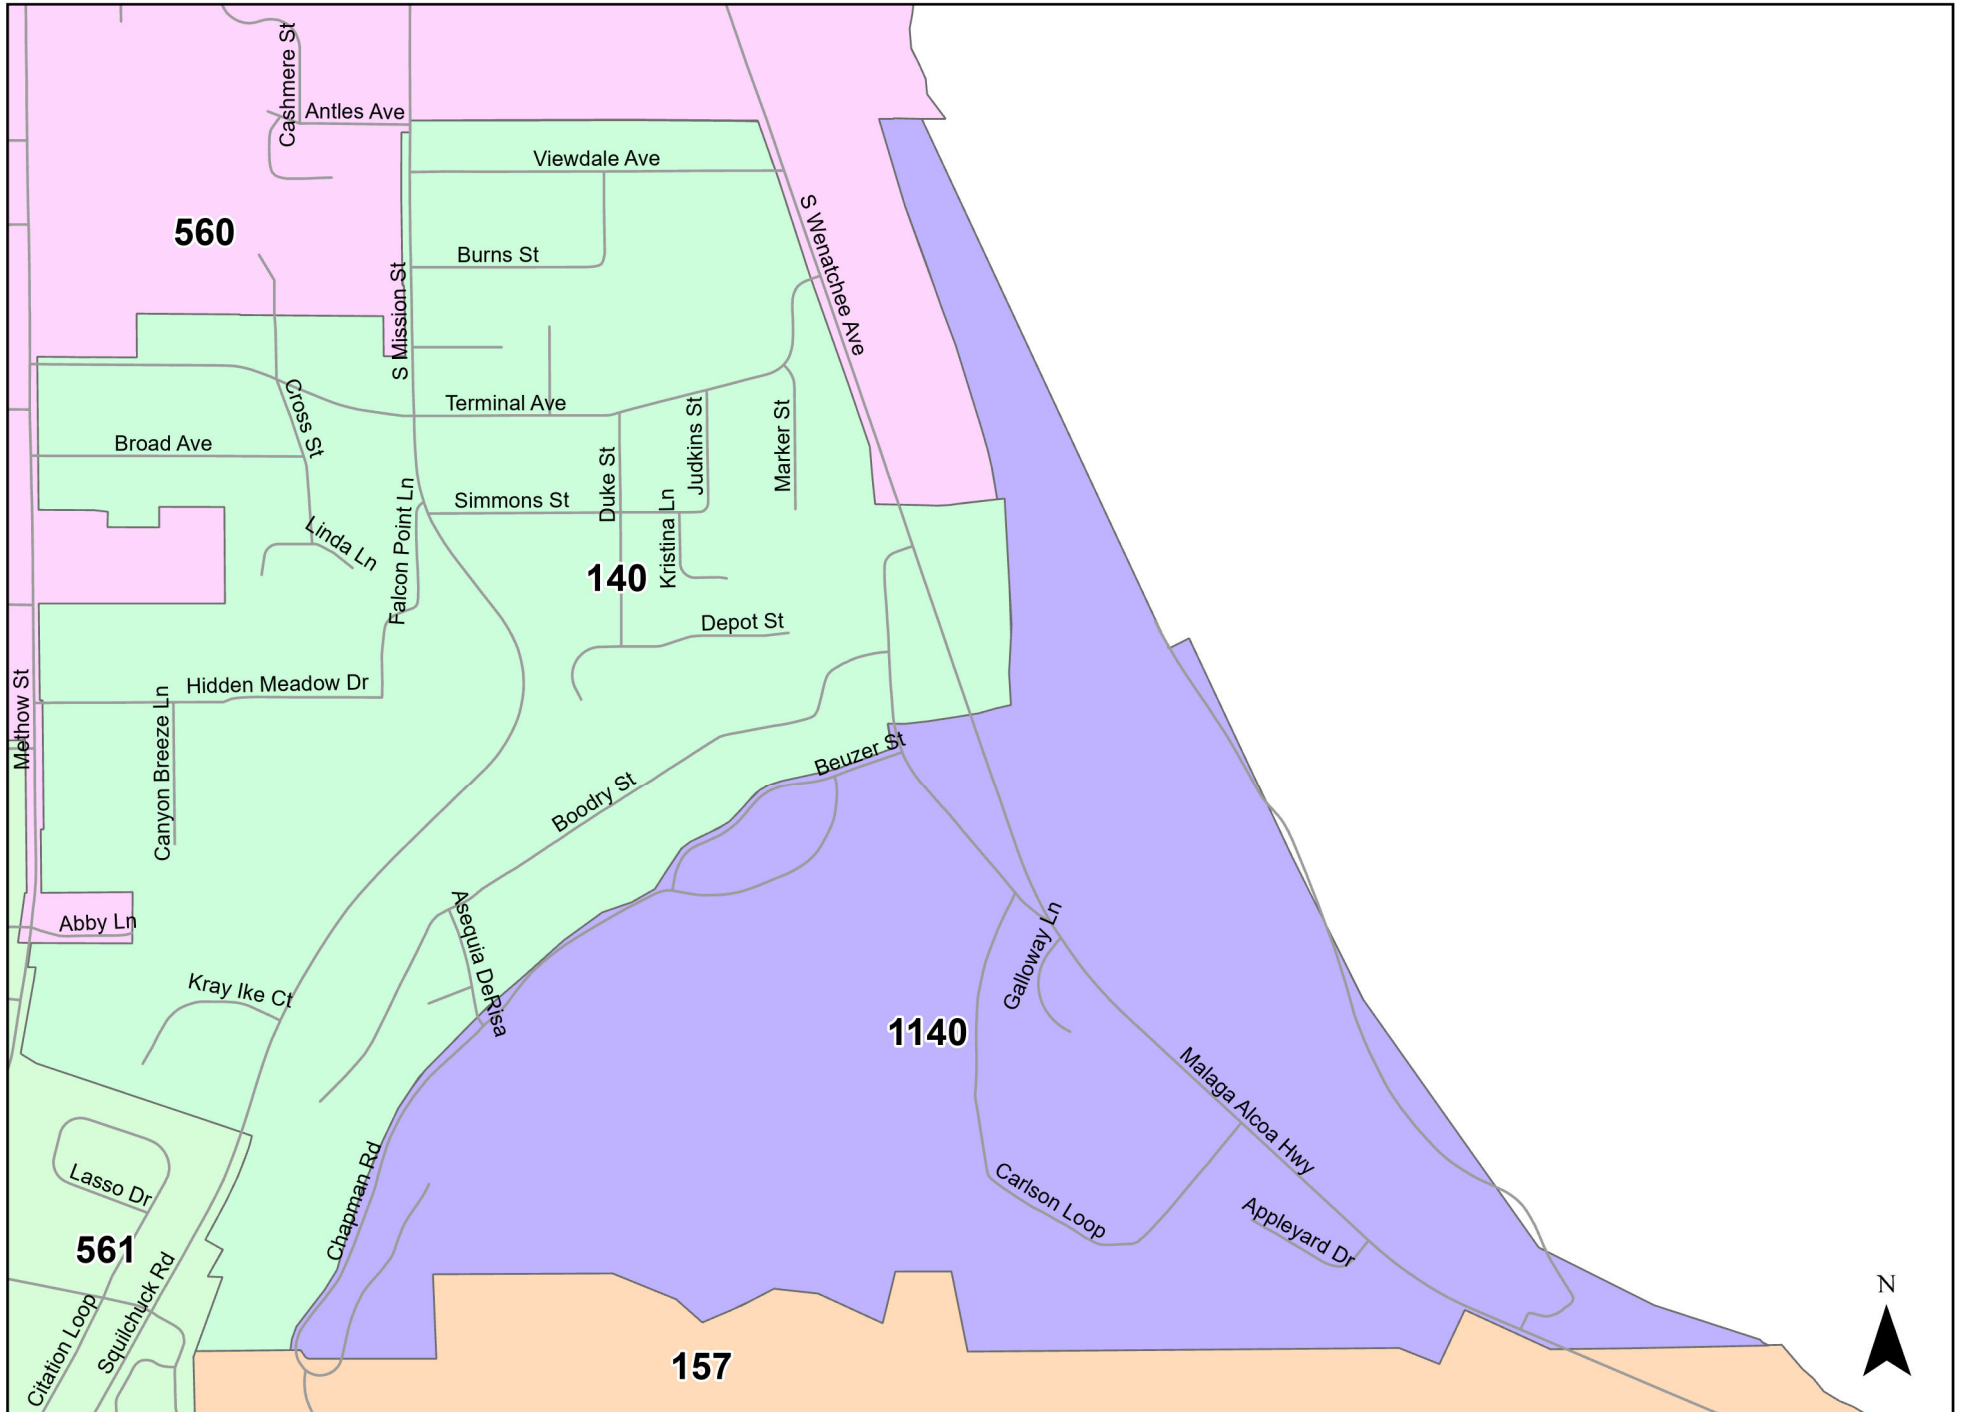 Cashmere St
Antles Ave
Viewdale Ave
560
S Wenatchee Ave
Burns St
S Mission St
Cross St
Terminal Ave
Judkins St
Marker St
Broad Ave
Duke St
Simmons St
Falcon Point Ln
Kristina Ln
Linda Ln
140
Depot St
Methow St
Hidden Meadow Dr
Canyon Breeze Ln
Beuzer St
Boodry St
Abby Ln
Asequia DeRisa
Galloway Ln
Kray Ike Ct
1140
Malaga Alcoa Hwy
Chapman Rd
Lasso Dr
Carlson Loop
Appleyard Dr
561
Squilchuck Rd
Citation Loop
N
157